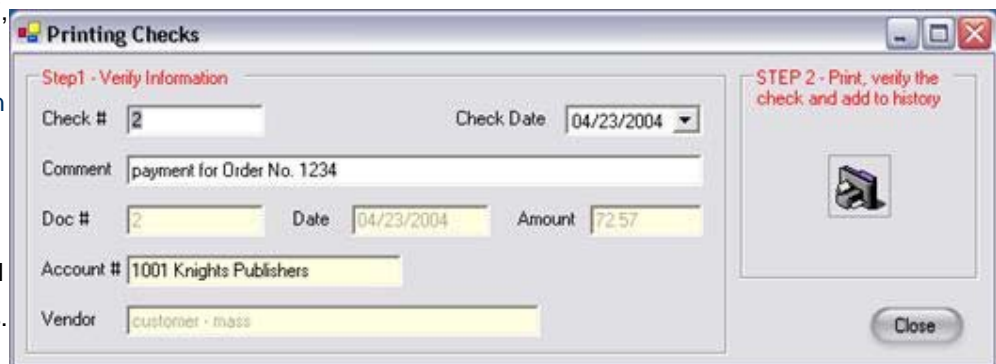 Printing Checks
Step1 - Verify Information
Check # 2 Check Date 04/23/2004
Comment payment for Order No. 1234
Doc # 2 Date 04/23/2004 Amount 72.57
Account # 1001 Knights Publishers
Vendor customer - mass
STEP 2 - Print, verify the
check and add to history
Close